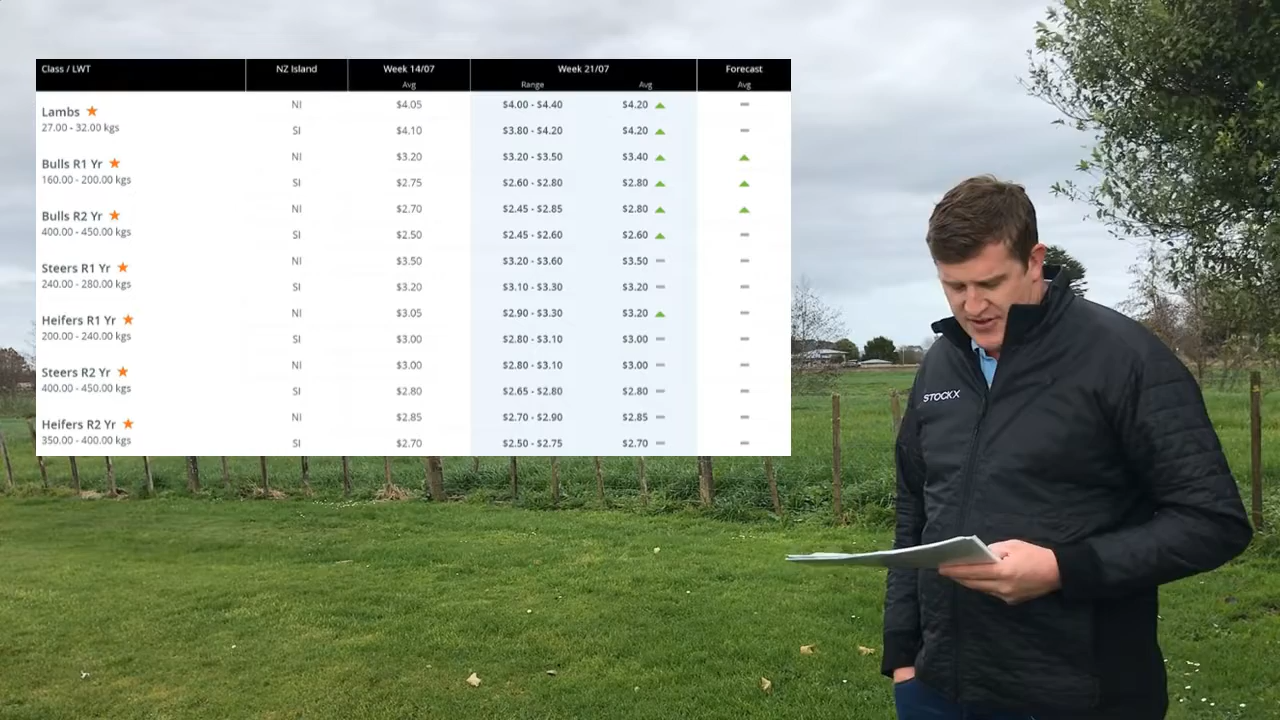 Class / LWT NZ Island Week 14/07 Week 21/07 Forecast
Avg Range Avg Avg
Lambs
27.00 - 32.00 kgs
NI $4.05 $4.00 - $4.40 $4.20
SI $4.10 $3.80 - $4.20 $4.20
Bulls R1 Yr
160.00 - 200.00 kgs
NI $3.20 $3.20 - $3.50 $3.40
SI $2.75 $2.60 - $2.80 $2.80
Bulls R2 Yr
400.00 - 450.00 kgs
NI $2.70 $2.45 - $2.85 $2.80
SI $2.50 $2.45 - $2.60 $2.60
Steers R1 Yr
240.00 - 280.00 kgs
NI $3.50 $3.20 - $3.60 $3.50
SI $3.20 $3.10 - $3.30 $3.20
Heifers R1 Yr
200.00 - 240.00 kgs
NI $3.05 $2.90 - $3.30 $3.20
SI $3.00 $2.80 - $3.10 $3.00
Steers R2 Yr
400.00 - 450.00 kgs
NI $3.00 $2.80 - $3.10 $3.00
SI $2.80 $2.65 - $2.80 $2.80
Heifers R2 Yr
350.00 - 400.00 kgs
NI $2.85 $2.70 - $2.90 $2.85
SI $2.70 $2.50 - $2.75 $2.70
STOCKX